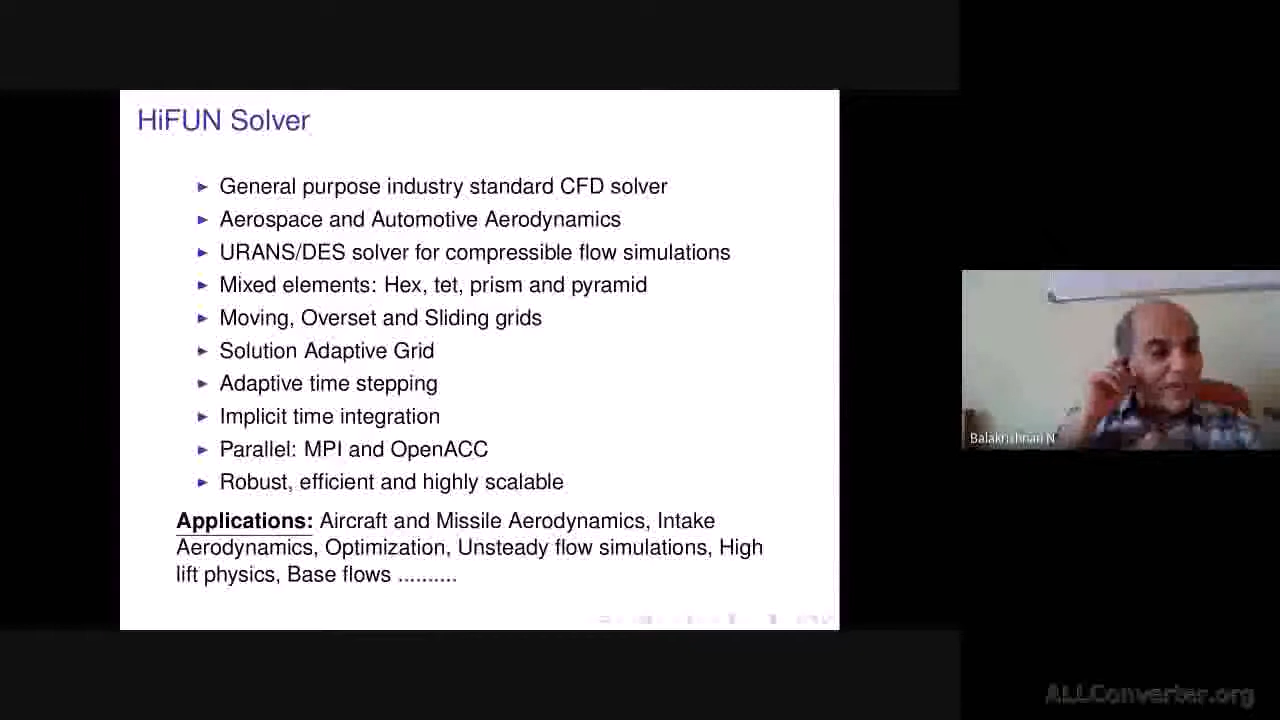 HiFUN Solver
General purpose industry standard CFD solver
Aerospace and Automotive Aerodynamics
URANS/DES solver for compressible flow simulations
Mixed elements: Hex, tet, prism and pyramid
Moving, Overset and Sliding grids
Solution Adaptive Grid
Adaptive time stepping
Implicit time integration
Parallel: MPI and OpenACC
Robust, efficient and highly scalable
Applications: Aircraft and Missile Aerodynamics, Intake
Aerodynamics, Optimization, Unsteady flow simulations, High
lift physics, Base flows ..........
Balakrishnan N
ALLConverter.org